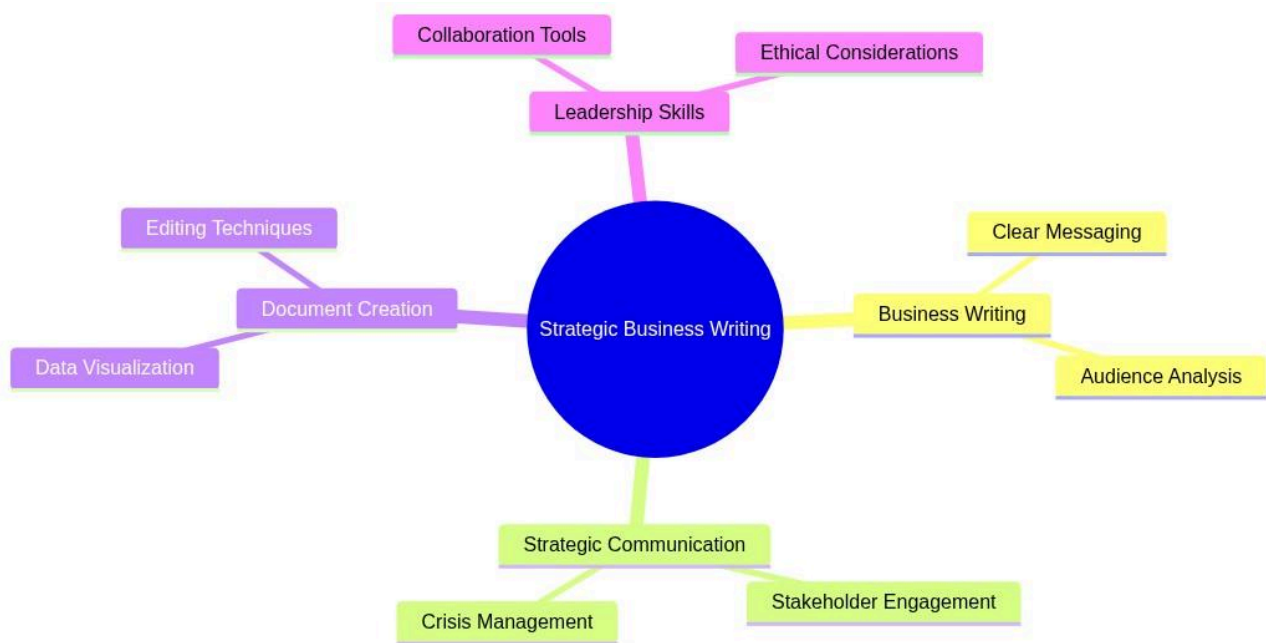 Collaboration Tools
Ethical Considerations
Leadership Skills
Editing Techniques
Clear Messaging
Document Creation
Business Writing
Strategic Business Writing
Data Visualization
Audience Analysis
Strategic Communication
Stakeholder Engagement
Crisis Management